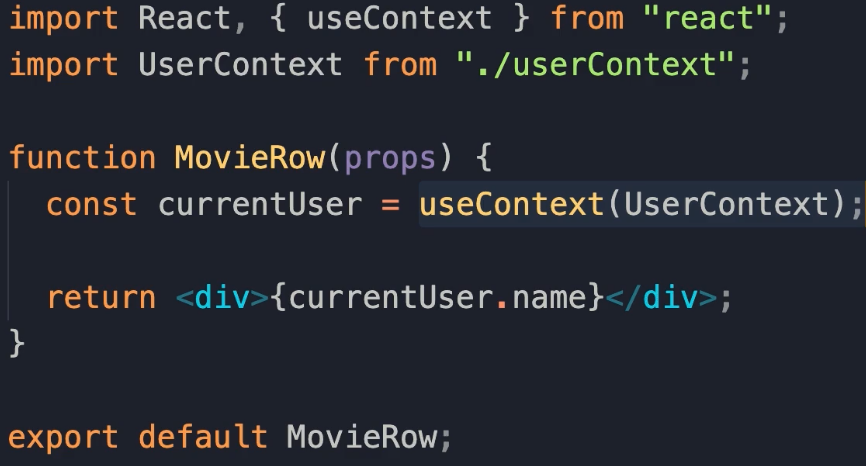 import React, { useContext } from "react";
import UserContext from "./userContext";
function MovieRow(props) {
const currentUser = useContext(UserContext);
return <div>{currentUser.name}</div>;
}
export default MovieRow;